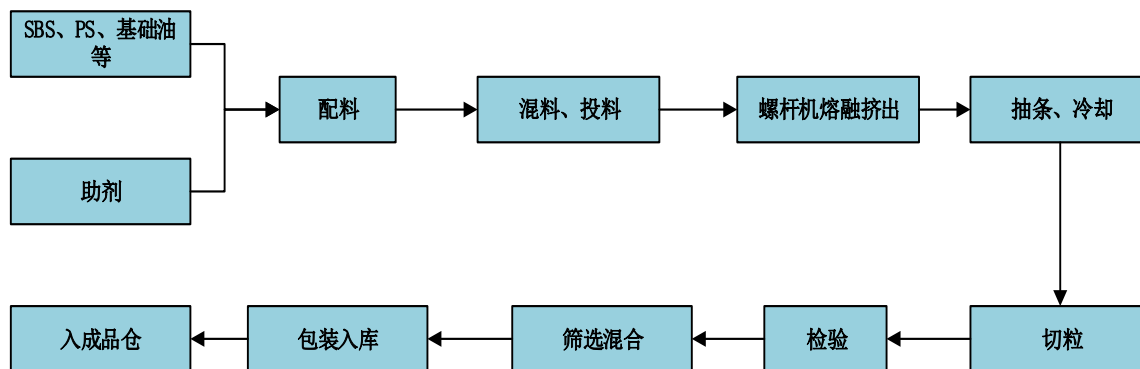 SBS、PS、基础油
等
助剂
配料
混料、投料
螺杆机熔融挤出
抽条、冷却
切粒
检验
筛选混合
包装入库
入成品仓